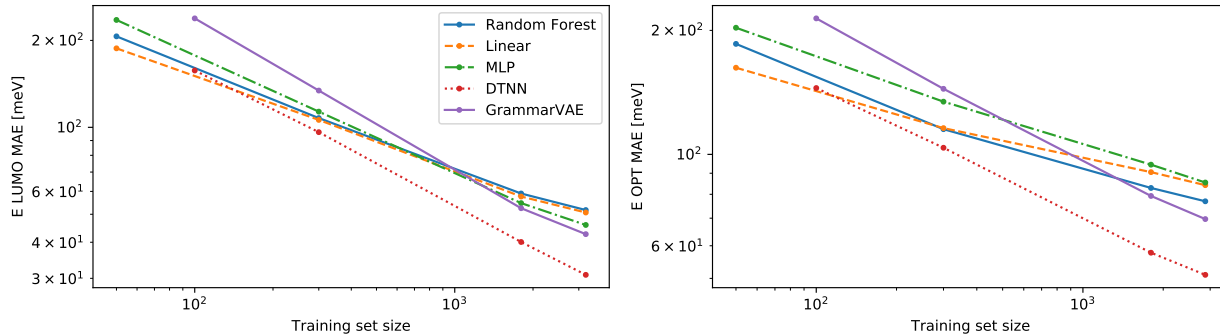 2 × 10²
10²
6 × 10¹
4 × 10¹
3 × 10¹
E LUMO MAE [meV]
10²
10³
Training set size
Random Forest
Linear
MLP
DTNN
GrammarVAE
2 × 10²
10²
6 × 10¹
E OPT MAE [meV]
10²
10³
Training set size